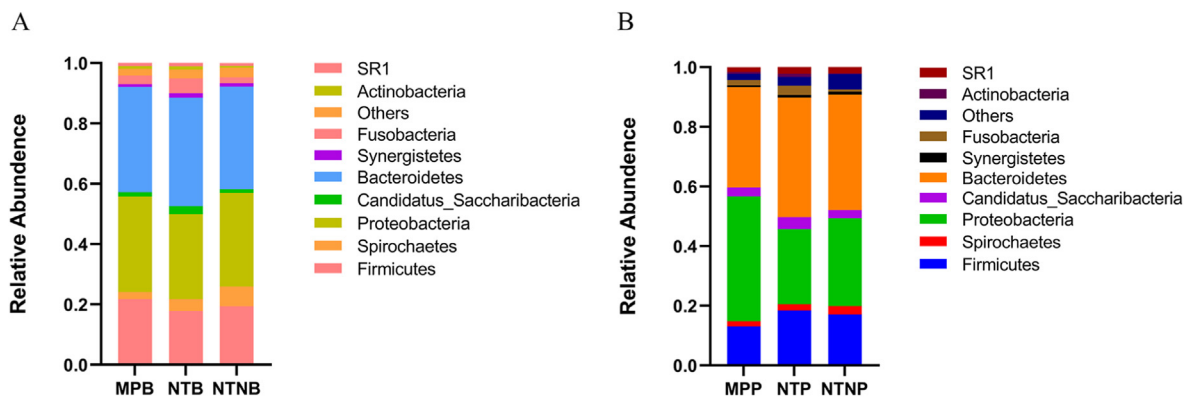 A
Relative Abundance
1.0
0.8
0.6
0.4
0.2
0.0
MPB NTB NTNB
SR1
Actinobacteria
Others
Fusobacteria
Synergistetes
Bacteroidetes
Candidatus_Saccharibacteria
Proteobacteria
Spirochaetes
Firmicutes
B
Relative Abundance
1.0
0.8
0.6
0.4
0.2
0.0
MPP NTP NTNP
SR1
Actinobacteria
Others
Fusobacteria
Synergistetes
Bacteroidetes
Candidatus_Saccharibacteria
Proteobacteria
Spirochaetes
Firmicutes